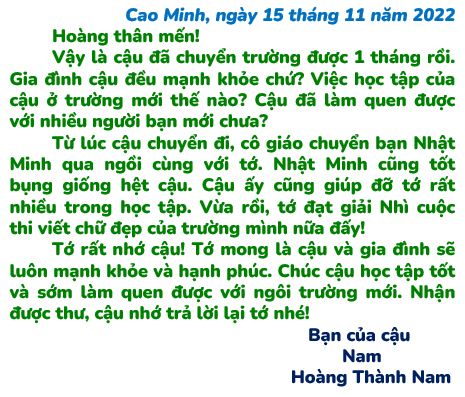 Cao Minh, ngày 15 tháng 11 năm 2022
Hoàng thân mến!
Vậy là cậu đã chuyển trường được 1 tháng rồi.
Gia đình cậu đều mạnh khỏe chứ? Việc học tập của
cậu ở trường mới thế nào? Cậu đã làm quen được
với nhiều người bạn mới chưa?
Từ lúc cậu chuyển đi, cô giáo chuyển bạn Nhật
Minh qua ngồi cùng với tớ. Nhật Minh cũng tốt
bụng giống hệt cậu. Cậu ấy cũng giúp đỡ tớ rất
nhiều trong học tập. Vừa rồi, tớ đạt giải Nhì cuộc
thi viết chữ đẹp của trường mình nữa đấy!
Tớ rất nhớ cậu! Tớ mong là cậu và gia đình sẽ
luôn mạnh khỏe và hạnh phúc. Chúc cậu học tập tốt
và sớm làm quen được với ngôi trường mới. Nhận
được thư, cậu nhớ trả lời lại tớ nhé!
Bạn của cậu
Nam
Hoàng Thành Nam